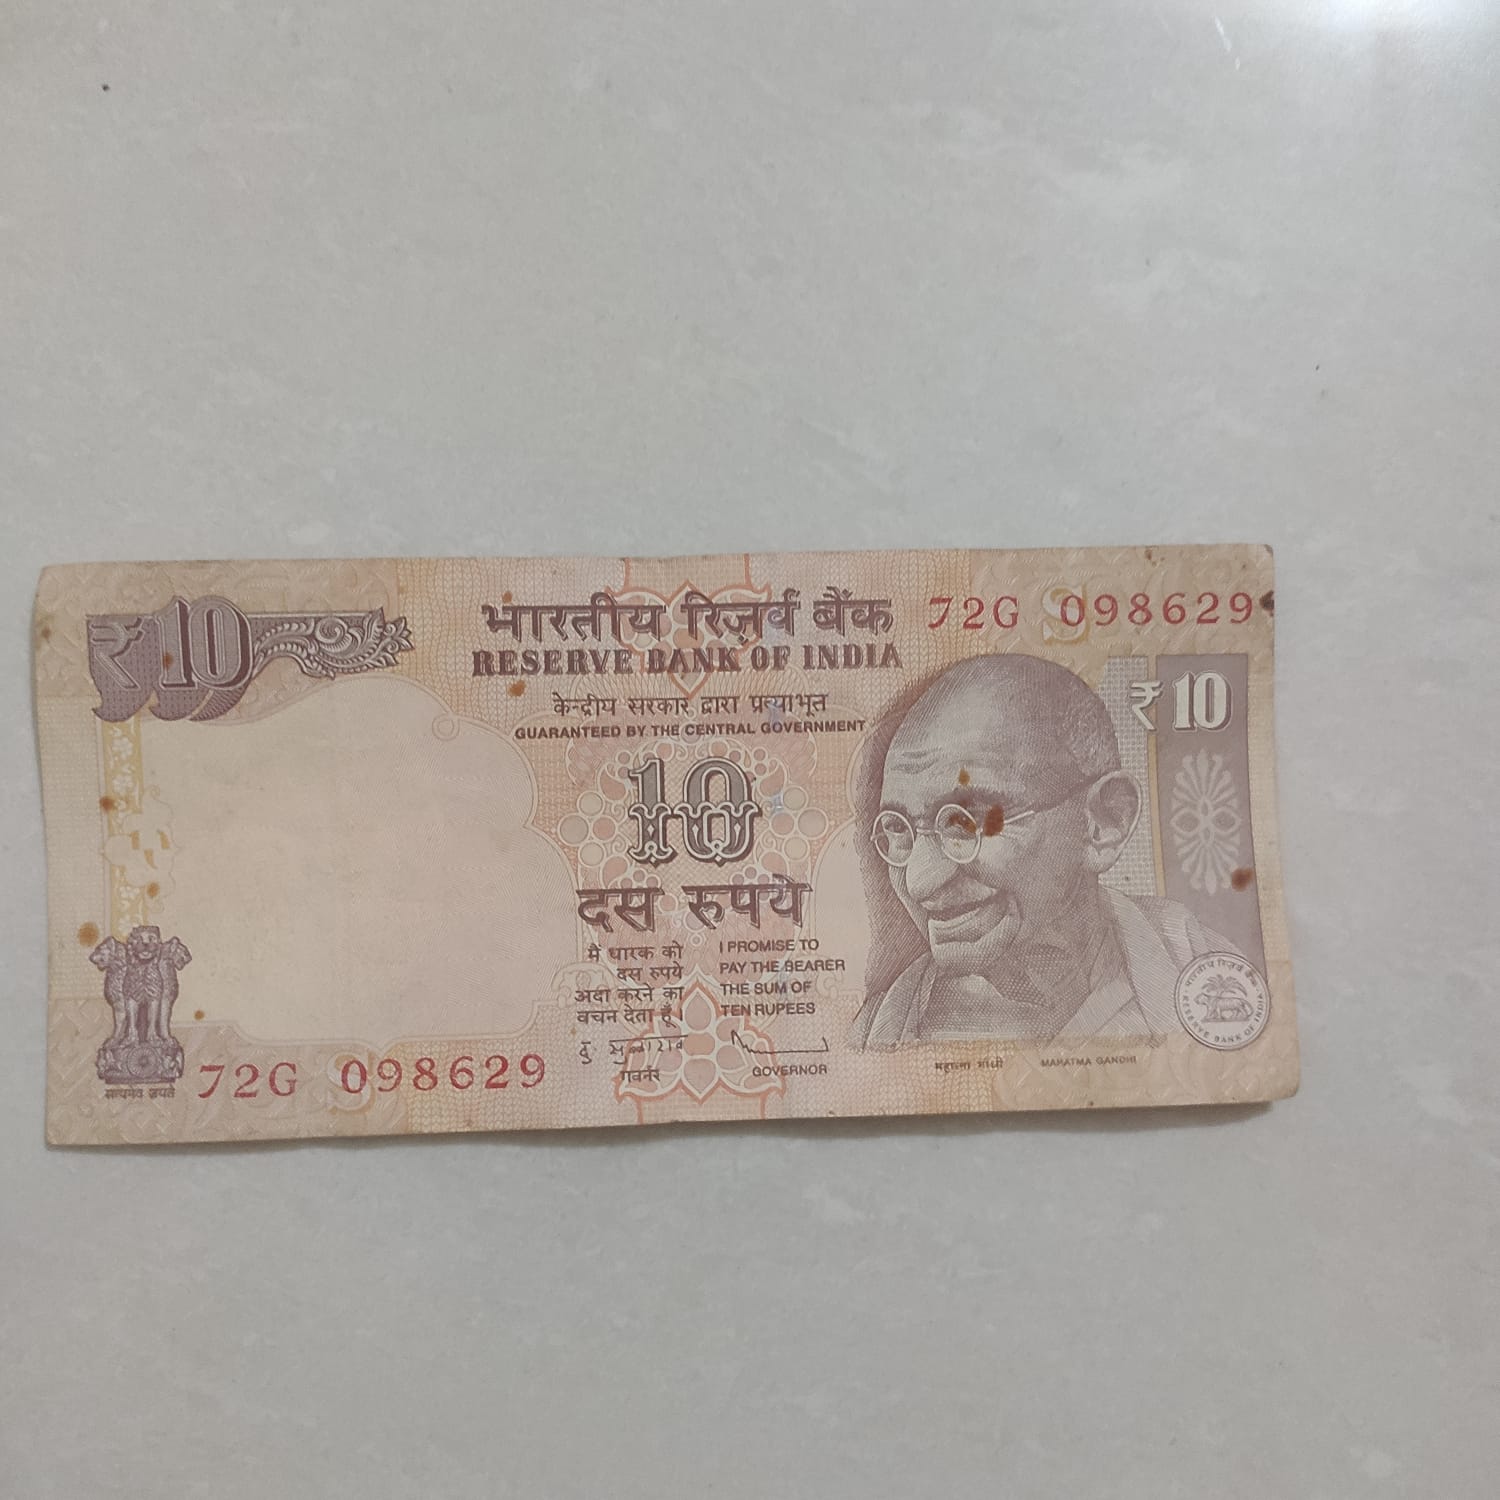 ₹10
भारतीय रिज़र्व बैंक
RESERVE BANK OF INDIA
72G 098629
केन्द्रीय सरकार द्वारा प्रत्याभूत
GUARANTEED BY THE CENTRAL GOVERNMENT
₹10
10
दस रुपये
मैं धारक को
दस रुपये
अदा करने का
वचन देता हूँ।
I PROMISE TO
PAY THE BEARER
THE SUM OF
TEN RUPEES
गवर्नर
GOVERNOR
सत्यमेव जयते
72G 098629
महात्मा गांधी
MAHATMA GANDHI
भारतीय रिज़र्व बैंक
RESERVE BANK OF INDIA